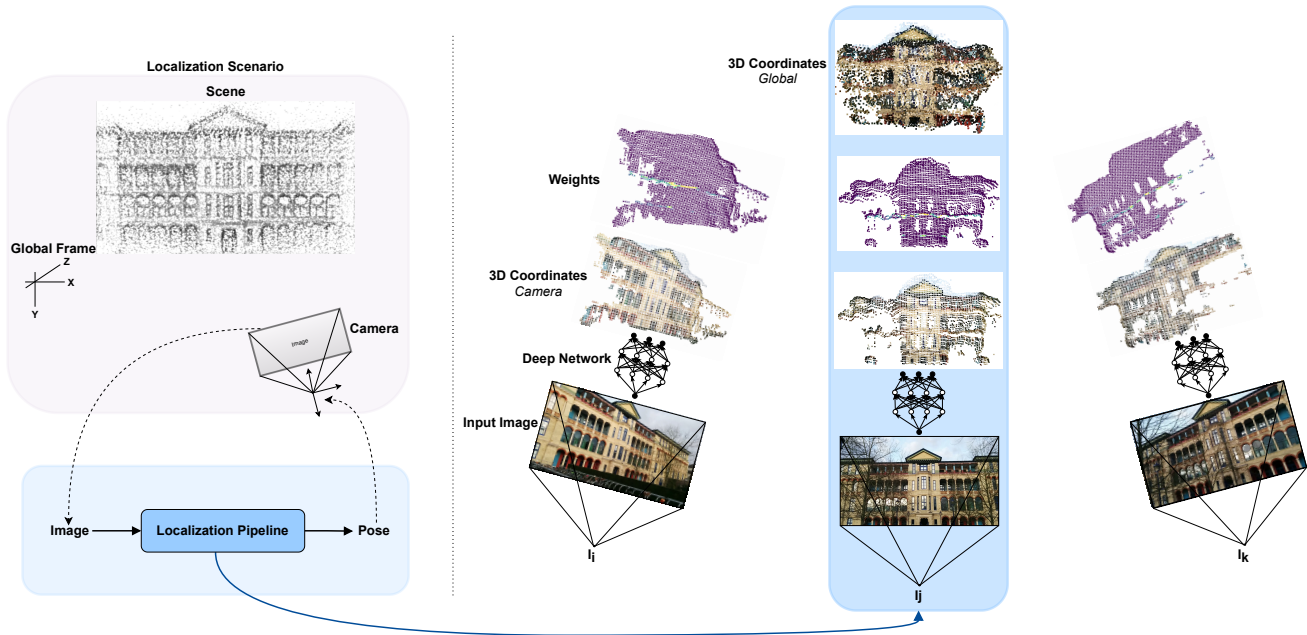 Localization Scenario
Scene
Global Frame
Z
X
Y
Camera
Image
Image
Localization Pipeline
Pose
3D Coordinates
Global
Weights
3D Coordinates
Camera
Deep Network
Input Image
Ii
Ij
Ik